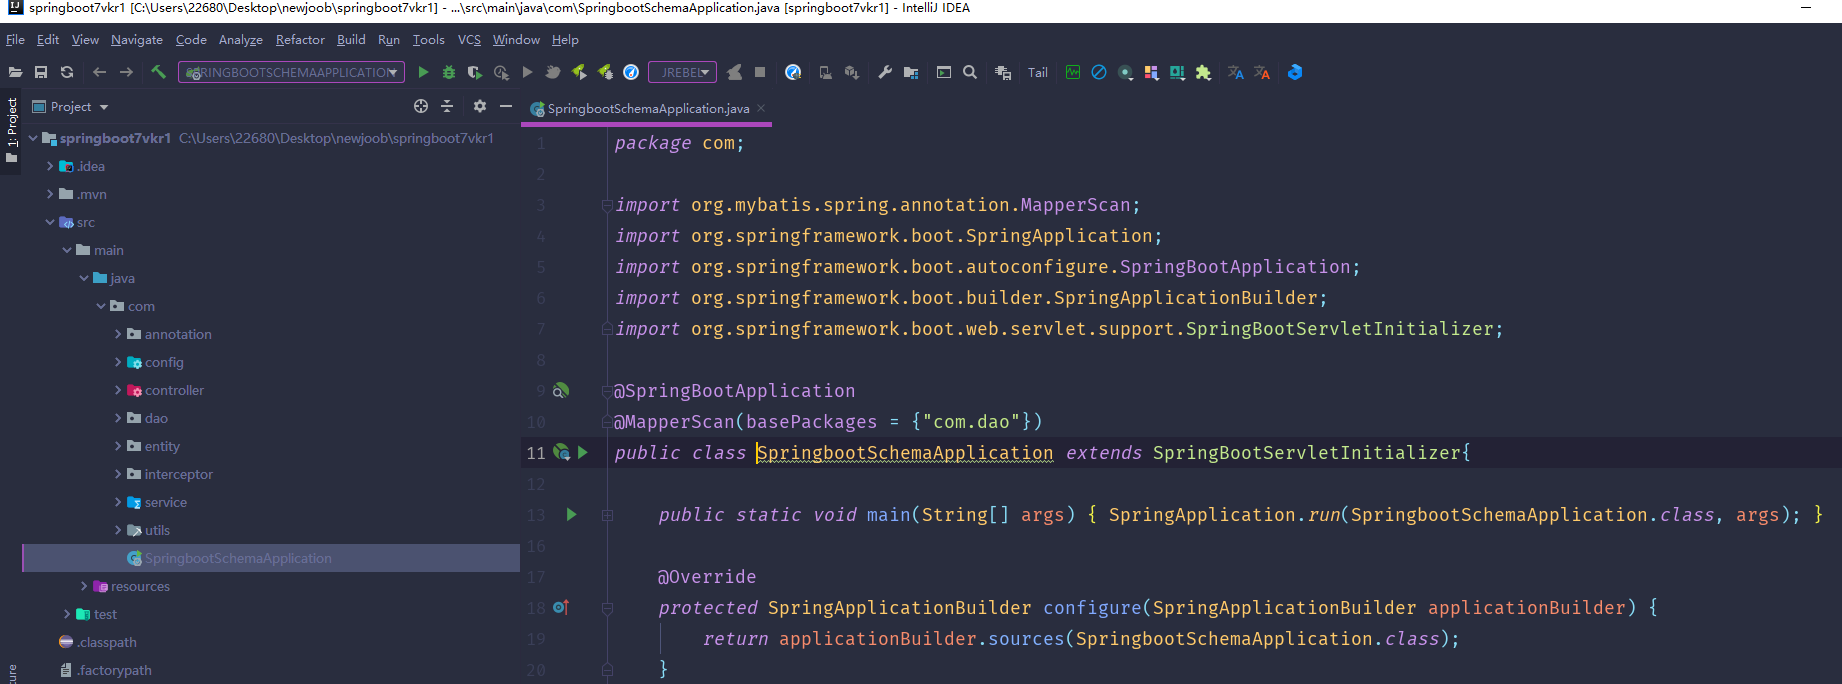 springboot7vkr1 [C:\Users\22680\Desktop\newjoob\springboot7vkr1] - ...\src\main\java\com\SpringbootSchemaApplication.java [springboot7vkr1] - IntelliJ IDEA
File Edit View Navigate Code Analyze Refactor Build Run Tools VCS Window Help
SPRINGBOOTSCHEMAAPPLICATION JREBEL Tail
1: Project
Project
SpringbootSchemaApplication.java
springboot7vkr1 C:\Users\22680\Desktop\newjoob\springboot7vkr1
.idea
.mvn
src
main
java
com
annotation
config
controller
dao
entity
interceptor
service
utils
SpringbootSchemaApplication
resources
test
.classpath
.factorypath
1 package com;
2
3 import org.mybatis.spring.annotation.MapperScan;
4 import org.springframework.boot.SpringApplication;
5 import org.springframework.boot.autoconfigure.SpringBootApplication;
6 import org.springframework.boot.builder.SpringApplicationBuilder;
7 import org.springframework.boot.web.servlet.support.SpringBootServletInitializer;
8
9 @SpringBootApplication
10 @MapperScan(basePackages = {"com.dao"})
11 public class SpringbootSchemaApplication extends SpringBootServletInitializer{
12
13 public static void main(String[] args) { SpringApplication.run(SpringbootSchemaApplication.class, args); }
16
17 @Override
18 protected SpringApplicationBuilder configure(SpringApplicationBuilder applicationBuilder) {
19 return applicationBuilder.sources(SpringbootSchemaApplication.class);
20 }